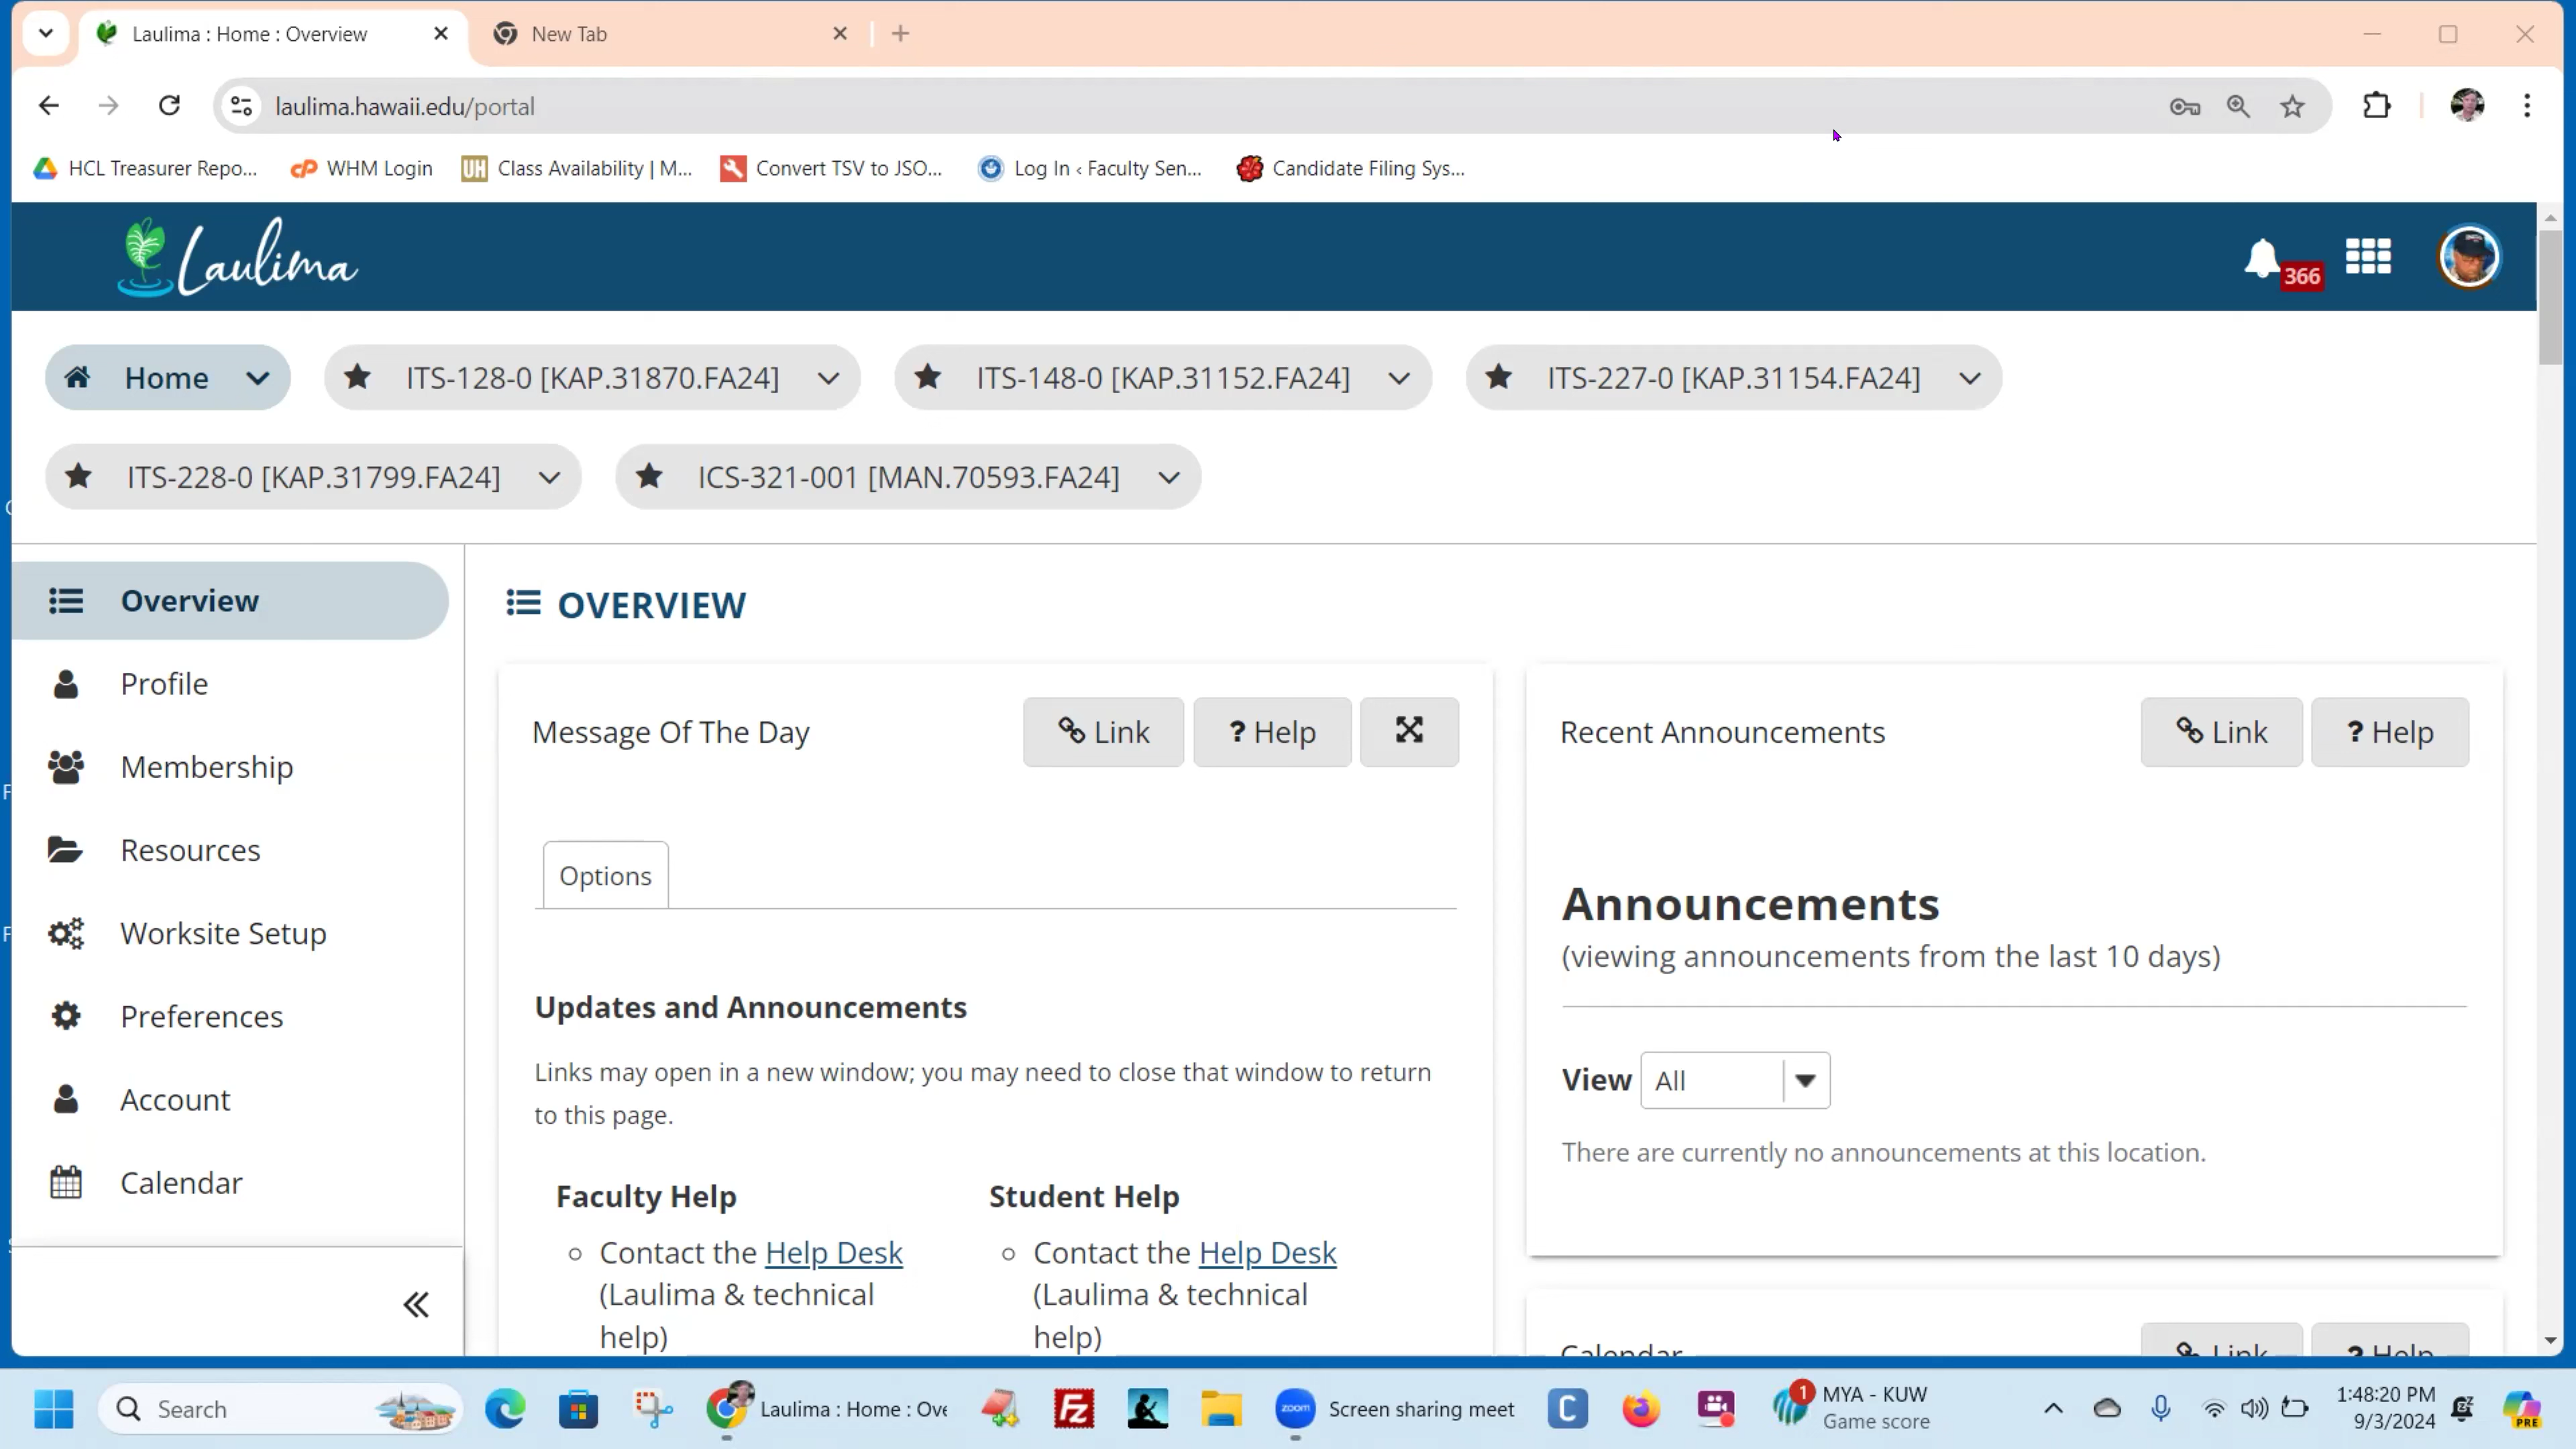 Laulima : Home : Overview
New Tab
laulima.hawaii.edu/portal
HCL Treasurer Repo...
WHM Login
Class Availability | M...
Convert TSV to JSO...
Log In ‹ Faculty Sen...
Candidate Filing Sys...
Laulima
366
Home
ITS-128-0 [KAP.31870.FA24]
ITS-148-0 [KAP.31152.FA24]
ITS-227-0 [KAP.31154.FA24]
ITS-228-0 [KAP.31799.FA24]
ICS-321-001 [MAN.70593.FA24]
Overview
Profile
Membership
Resources
Worksite Setup
Preferences
Account
Calendar
OVERVIEW
Message Of The Day
Link
? Help
Options
Updates and Announcements
Links may open in a new window; you may need to close that window to return
to this page.
Faculty Help
Contact the Help Desk
(Laulima & technical
help)
Student Help
Contact the Help Desk
(Laulima & technical
help)
Recent Announcements
Link
? Help
Announcements
(viewing announcements from the last 10 days)
View All
There are currently no announcements at this location.
Calendar
Link
? Help
Search
Laulima : Home : Ove
Screen sharing meet
1
MYA - KUW
Game score
1:48:20 PM
9/3/2024
PRE